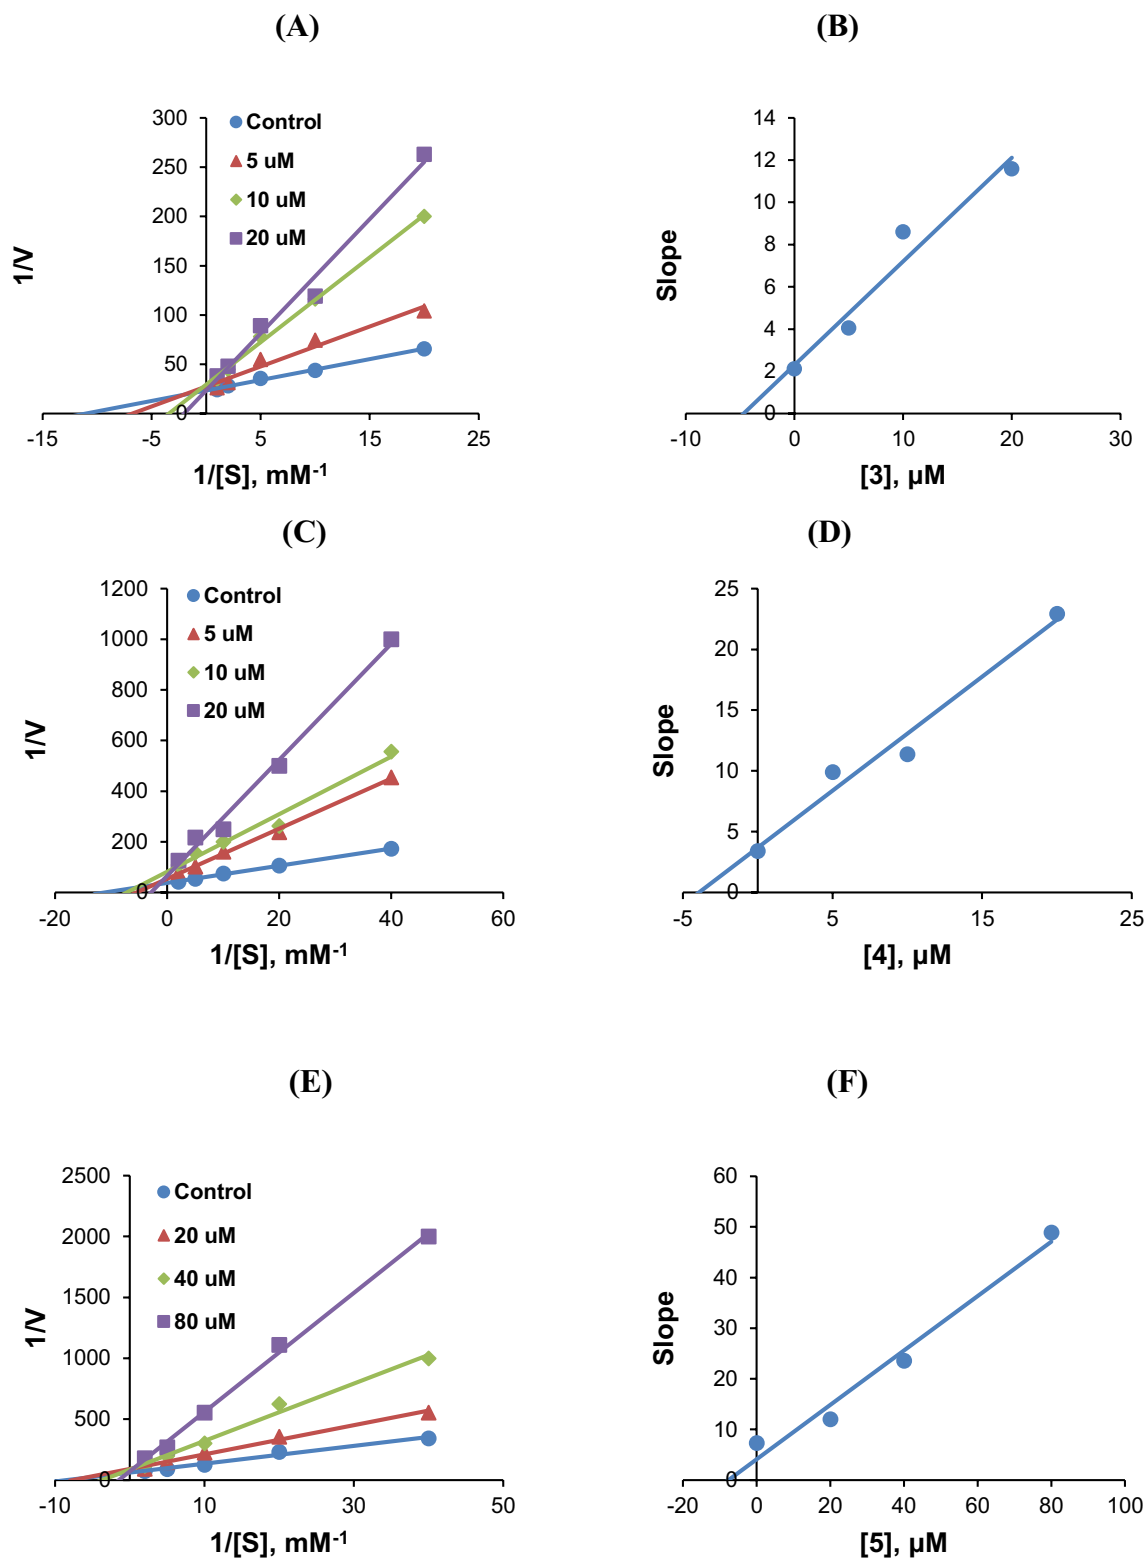 (A)
300
250
200
150
100
50
0
-15
-5
5
15
25
1/V
1/[S], mM-1
Control
5 uM
10 uM
20 uM
(B)
14
12
10
8
6
4
2
0
-10
0
10
20
30
Slope
[3], µM
(C)
1200
1000
800
600
400
200
0
-20
0
20
40
60
1/V
1/[S], mM-1
Control
5 uM
10 uM
20 uM
(D)
25
20
15
10
5
0
-5
5
15
25
Slope
[4], µM
(E)
2500
2000
1500
1000
500
0
-10
10
30
50
1/V
1/[S], mM-1
Control
20 uM
40 uM
80 uM
(F)
60
50
40
30
20
10
0
-20
0
20
40
60
80
100
Slope
[5], µM